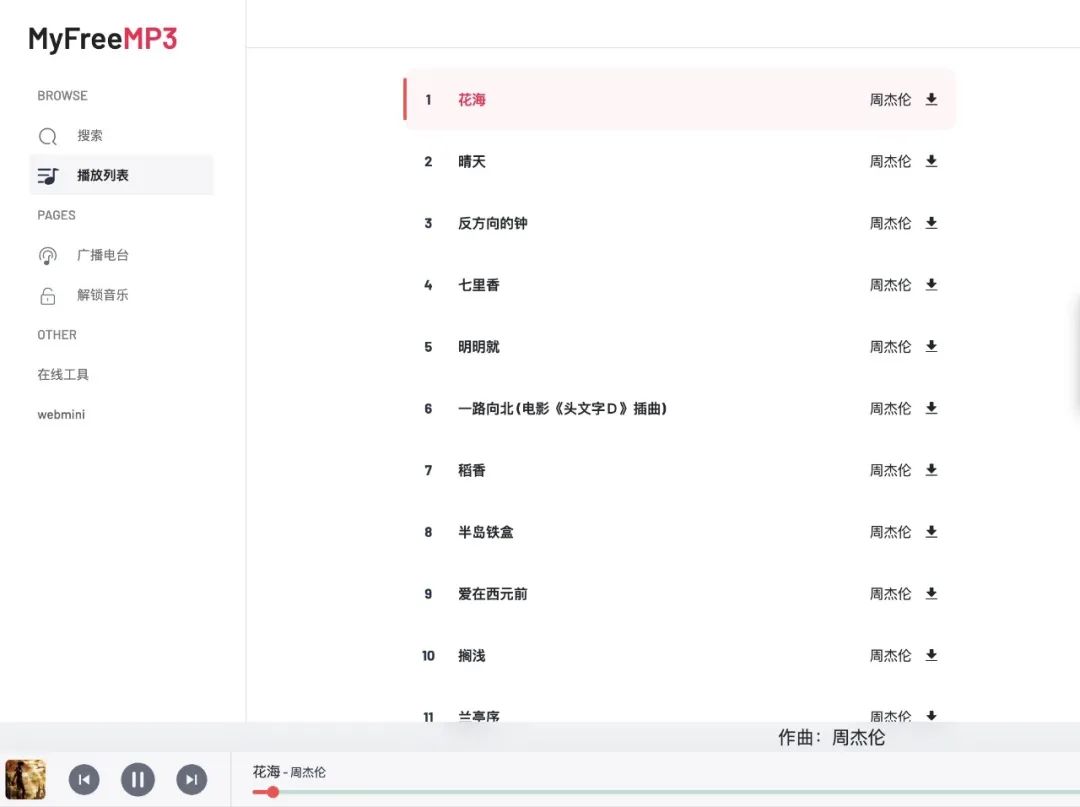 MyFreeMP3
BROWSE
搜索
播放列表
PAGES
广播电台
解锁音乐
OTHER
在线工具
webmini
1 花海 周杰伦
2 晴天 周杰伦
3 反方向的钟 周杰伦
4 七里香 周杰伦
5 明明就 周杰伦
6 一路向北(电影《头文字D》插曲) 周杰伦
7 稻香 周杰伦
8 半岛铁盒 周杰伦
9 爱在西元前 周杰伦
10 搁浅 周杰伦
11 兰亭序 周杰伦
作曲：周杰伦
花海 - 周杰伦